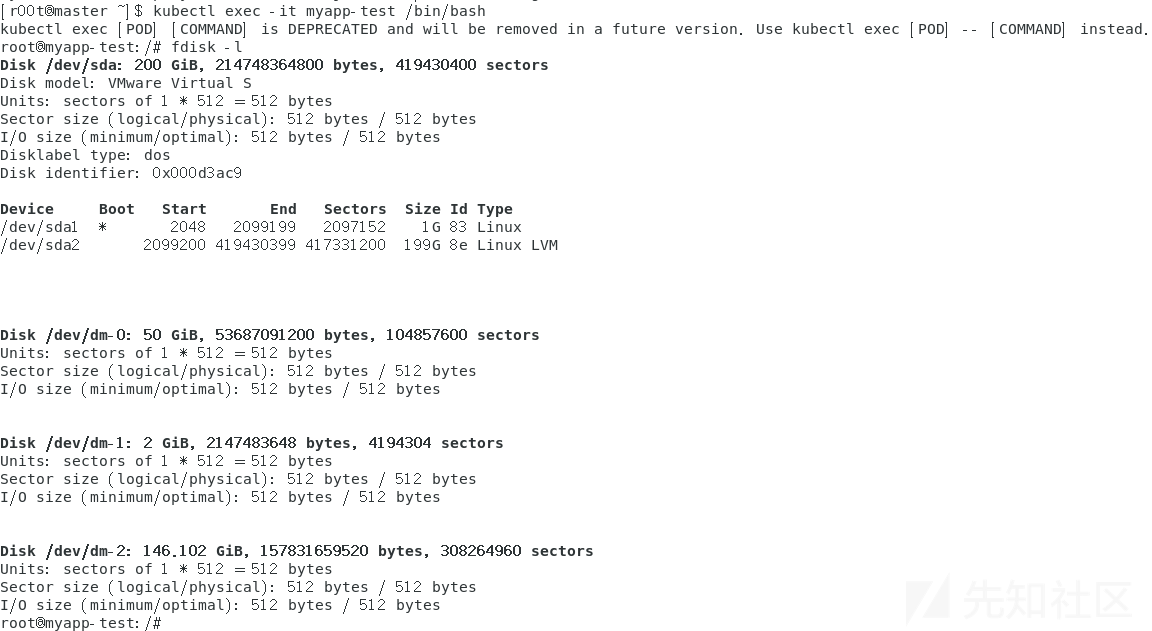 [r00t@master ~]$ kubectl exec -it myapp-test /bin/bash
kubectl exec [POD] [COMMAND] is DEPRECATED and will be removed in a future version. Use kubectl exec [POD] -- [COMMAND] instead.
root@myapp-test:/# fdisk -l
Disk /dev/sda: 200 GiB, 214748364800 bytes, 419430400 sectors
Disk model: VMware Virtual S
Units: sectors of 1 * 512 = 512 bytes
Sector size (logical/physical): 512 bytes / 512 bytes
I/O size (minimum/optimal): 512 bytes / 512 bytes
Disklabel type: dos
Disk identifier: 0x000d3ac9
Device     Boot   Start       End   Sectors  Size Id Type
/dev/sda1  *       2048   2099199   2097152    1G 83 Linux
/dev/sda2       2099200 419430399 417331200  199G 8e Linux LVM
Disk /dev/dm-0: 50 GiB, 53687091200 bytes, 104857600 sectors
Units: sectors of 1 * 512 = 512 bytes
Sector size (logical/physical): 512 bytes / 512 bytes
I/O size (minimum/optimal): 512 bytes / 512 bytes
Disk /dev/dm-1: 2 GiB, 2147483648 bytes, 4194304 sectors
Units: sectors of 1 * 512 = 512 bytes
Sector size (logical/physical): 512 bytes / 512 bytes
I/O size (minimum/optimal): 512 bytes / 512 bytes
Disk /dev/dm-2: 146.102 GiB, 157831659520 bytes, 308264960 sectors
Units: sectors of 1 * 512 = 512 bytes
Sector size (logical/physical): 512 bytes / 512 bytes
I/O size (minimum/optimal): 512 bytes / 512 bytes
root@myapp-test:/#
先知社区